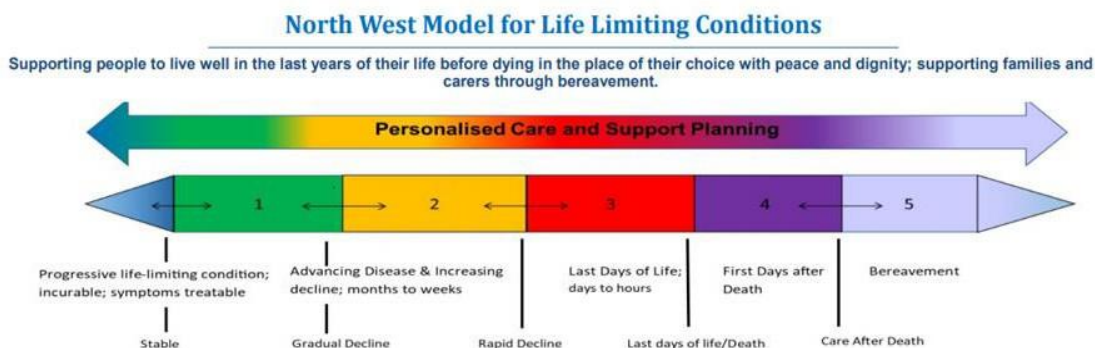 North West Model for Life Limiting Conditions
Supporting people to live well in the last years of their life before dying in the place of their choice with peace and dignity; supporting families and
carers through bereavement.
Personalised Care and Support Planning
1 2 3 4 5
Progressive life-limiting condition;
incurable; symptoms treatable
Advancing Disease & Increasing
decline; months to weeks
Last Days of Life;
days to hours
First Days after
Death
Bereavement
Stable
Gradual Decline
Rapid Decline
Last days of life/Death
Care After Death